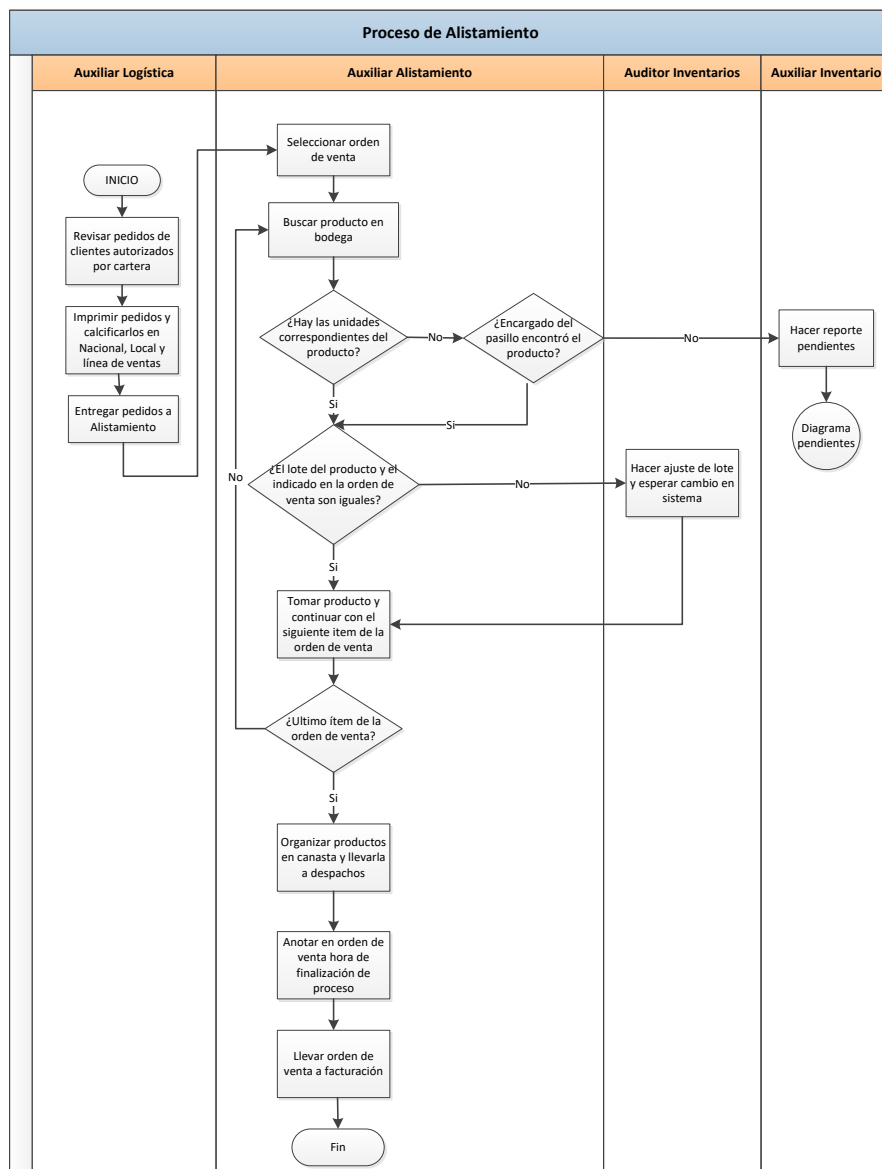 Proceso de Alistamiento
Auxiliar Logística
Auxiliar Alistamiento
Auditor Inventarios
Auxiliar Inventario
INICIO
Revisar pedidos de
clientes autorizados
por cartera
Imprimir pedidos y
calcificarlos en
Nacional, Local y
línea de ventas
Entregar pedidos a
Alistamiento
Seleccionar orden
de venta
Buscar producto en
bodega
¿Hay las unidades
correspondientes del
producto?
No
¿Encargado del
pasillo encontró el
producto?
No
Hacer reporte
pendientes
Diagrama
pendientes
Si
Si
¿El lote del producto y el
indicado en la orden de
venta son iguales?
No
Hacer ajuste de lote
y esperar cambio en
sistema
Si
Tomar producto y
continuar con el
siguiente item de la
orden de venta
¿Ultimo ítem de la
orden de venta?
No
Si
Organizar productos
en canasta y llevarla
a despachos
Anotar en orden de
venta hora de
finalización de
proceso
Llevar orden de
venta a facturación
Fin